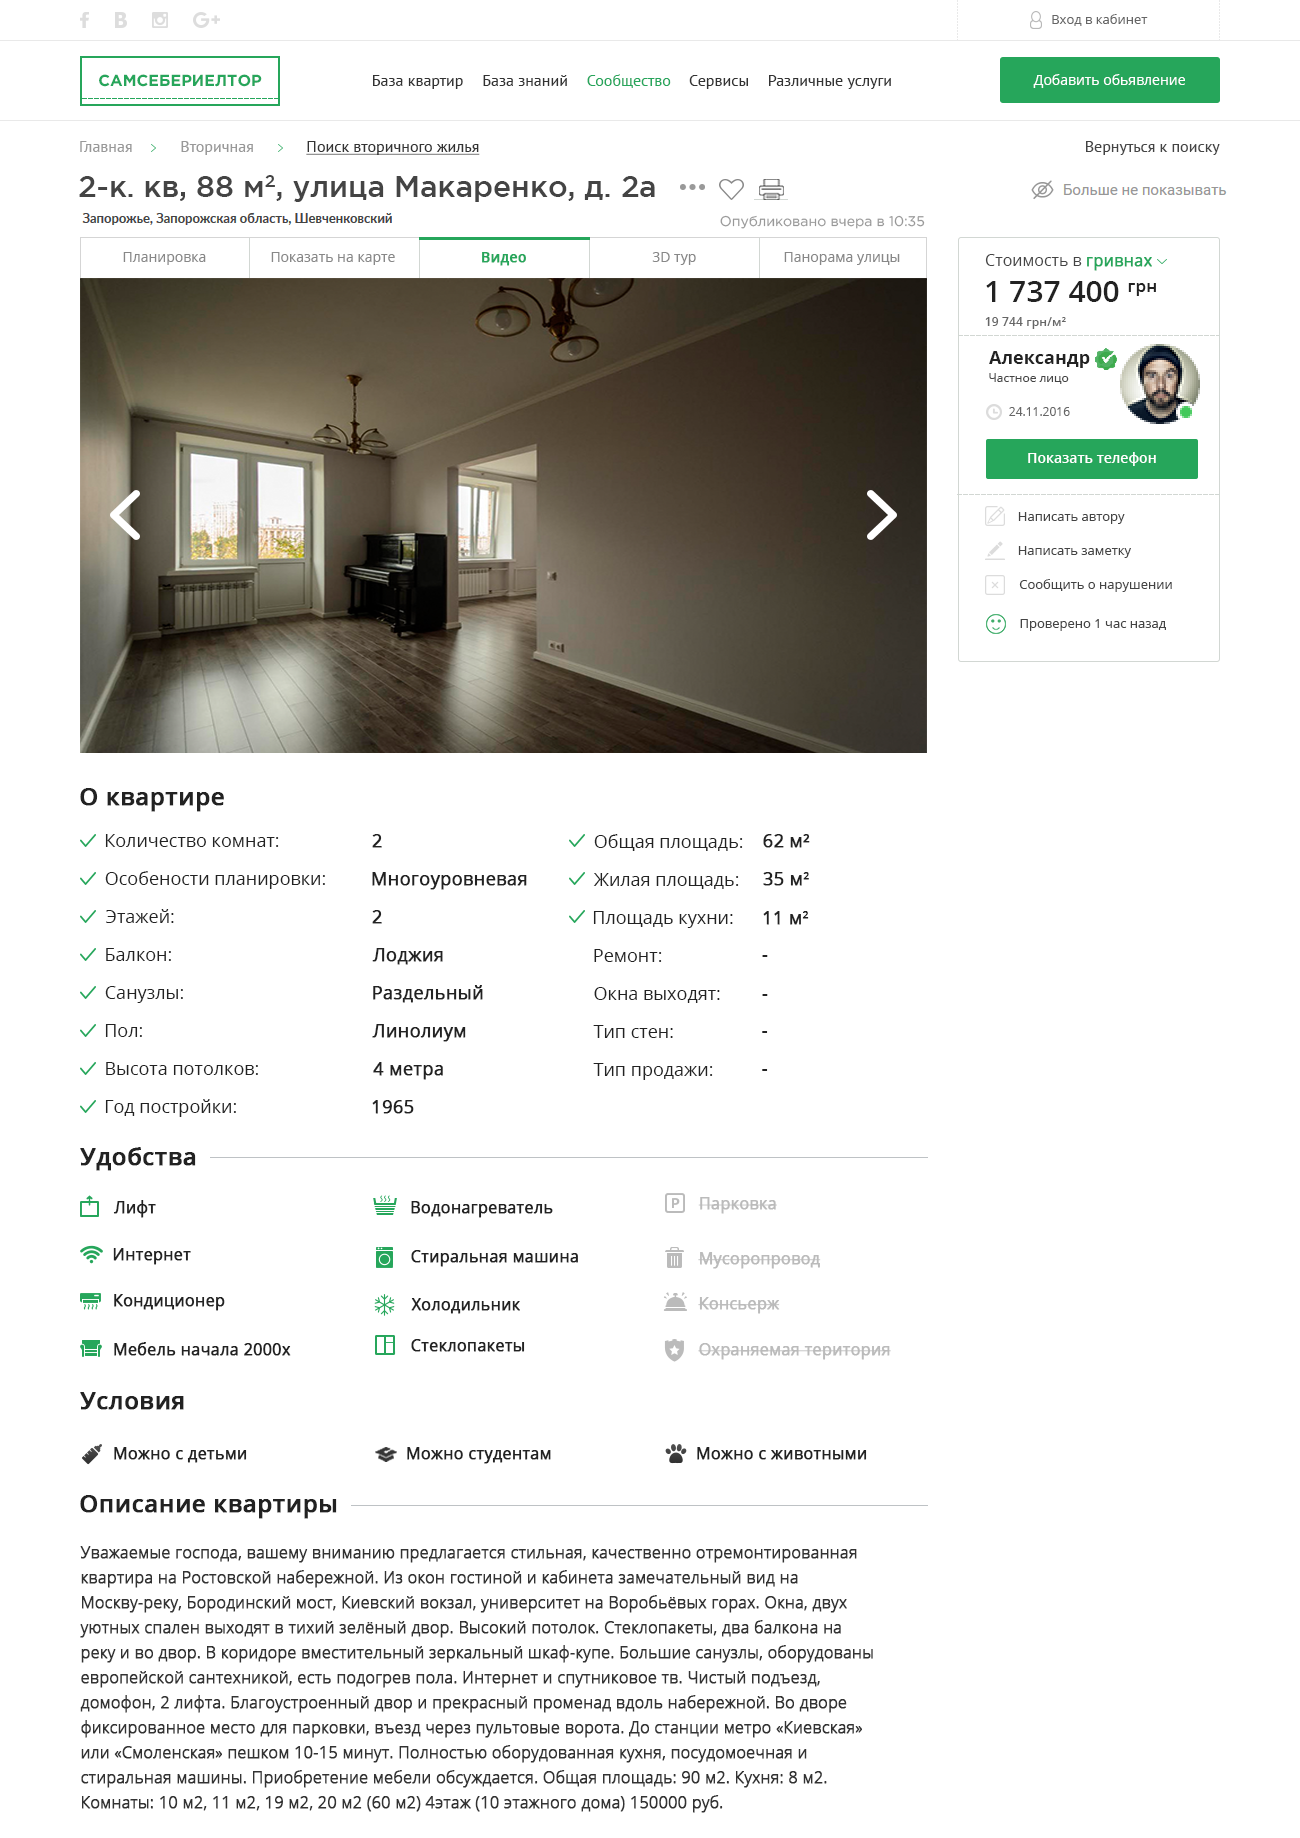 Вход в кабинет
САМСЕБЕРИЕЛТОР
База квартир База знаний Сообщество Сервисы Различные услуги
Добавить обьявление
Главная > Вторичная > Поиск вторичного жилья
Вернуться к поиску
2-к. кв, 88 м², улица Макаренко, д. 2а
Больше не показывать
Запорожье, Запорожская область, Шевченковский
Опубликовано вчера в 10:35
Планировка Показать на карте Видео 3D тур Панорама улицы
Стоимость в гривнах
1 737 400 грн
19 744 грн/м²
Александр
Частное лицо
24.11.2016
Показать телефон
Написать автору
Написать заметку
Сообщить о нарушении
Проверено 1 час назад
О квартире
Количество комнат: 2
Особености планировки: Многоуровневая
Этажей: 2
Балкон: Лоджия
Санузлы: Раздельный
Пол: Линолиум
Высота потолков: 4 метра
Год постройки: 1965
Общая площадь: 62 м²
Жилая площадь: 35 м²
Площадь кухни: 11 м²
Ремонт: -
Окна выходят: -
Тип стен: -
Тип продажи: -
Удобства
Лифт
Интернет
Кондиционер
Мебель начала 2000х
Водонагреватель
Стиральная машина
Холодильник
Стеклопакеты
Парковка
Мусоропровод
Консьерж
Охраняемая територия
Условия
Можно с детьми
Можно студентам
Можно с животными
Описание квартиры
Уважаемые господа, вашему вниманию предлагается стильная, качественно отремонтированная
квартира на Ростовской набережной. Из окон гостиной и кабинета замечательный вид на
Москву-реку, Бородинский мост, Киевский вокзал, университет на Воробьёвых горах. Окна, двух
уютных спален выходят в тихий зелёный двор. Высокий потолок. Стеклопакеты, два балкона на
реку и во двор. В коридоре вместительный зеркальный шкаф-купе. Большие санузлы, оборудованы
европейской сантехникой, есть подогрев пола. Интернет и спутниковое тв. Чистый подъезд,
домофон, 2 лифта. Благоустроенный двор и прекрасный променад вдоль набережной. Во дворе
фиксированное место для парковки, въезд через пультовые ворота. До станции метро «Киевская»
или «Смоленская» пешком 10-15 минут. Полностью оборудованная кухня, посудомоечная и
стиральная машины. Приобретение мебели обсуждается. Общая площадь: 90 м2. Кухня: 8 м2.
Комнаты: 10 м2, 11 м2, 19 м2, 20 м2 (60 м2) 4этаж (10 этажного дома) 150000 руб.